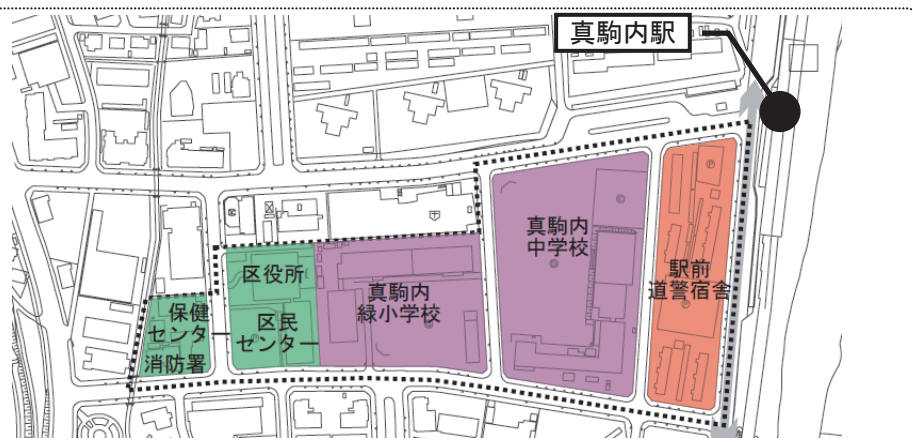 真駒内駅
真駒内
中学校
駅前
道警宿舎
区役所
真駒内
緑小学校
保健
センター
区民
センター
消防署